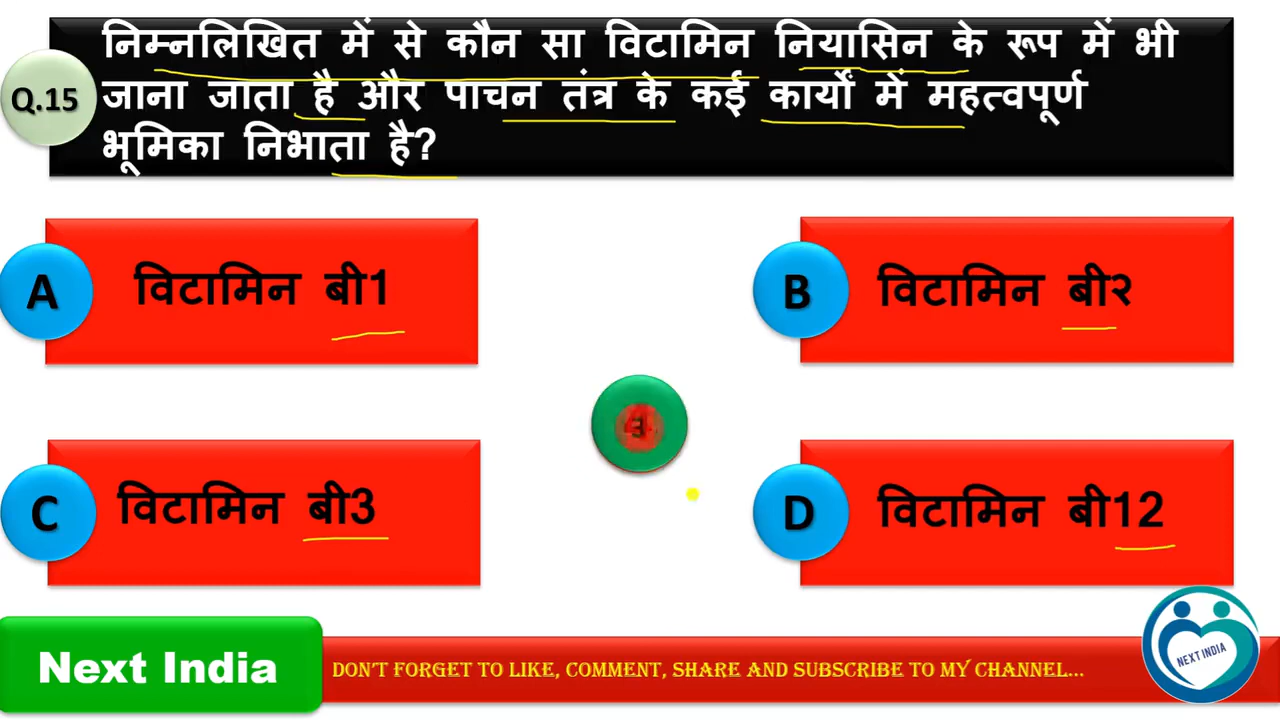 Q.15
निम्नलिखित में से कौन सा विटामिन नियासिन के रूप में भी
जाना जाता है और पाचन तंत्र के कई कार्यों में महत्वपूर्ण
भूमिका निभाता है?
A विटामिन बी1
B विटामिन बी२
C विटामिन बी3
D विटामिन बी12
Next India
DON'T FORGET TO LIKE, COMMENT, SHARE AND SUBSCRIBE TO MY CHANNEL...
NEXT INDIA